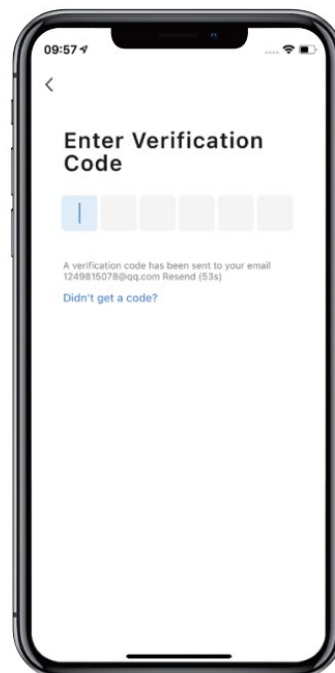 09:57
Enter Verification
Code
A verification code has been sent to your email
1249815078@qq.com Resend (53s)
Didn't get a code?